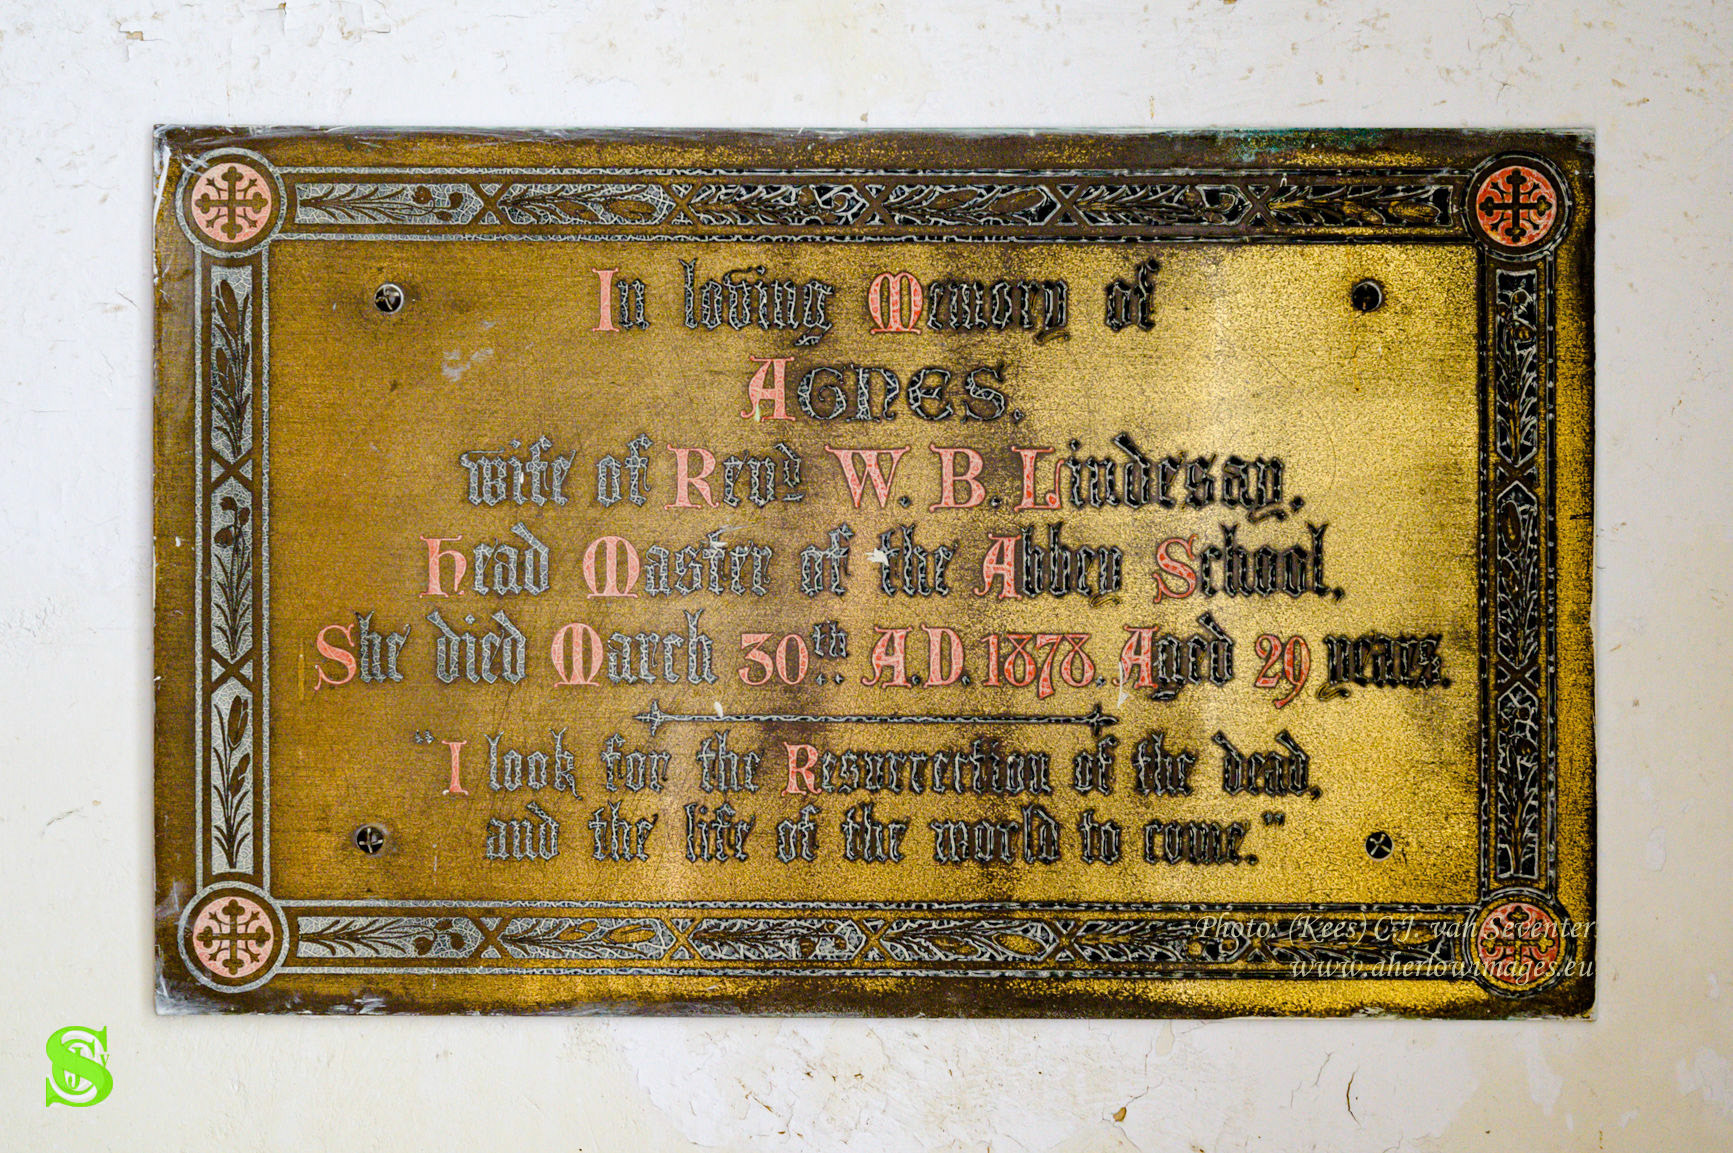 In loving Memory of
AGNES.
wife of Revd W. B. Lindesay,
Head Master of the Abbey School,
She died March 30th. A.D. 1878. Aged 29 years.
"I look for the Resurrection of the dead,
and the life of the world to come."
Photo. (Kees) C.J. van Seventer
www.aherlowimages.eu